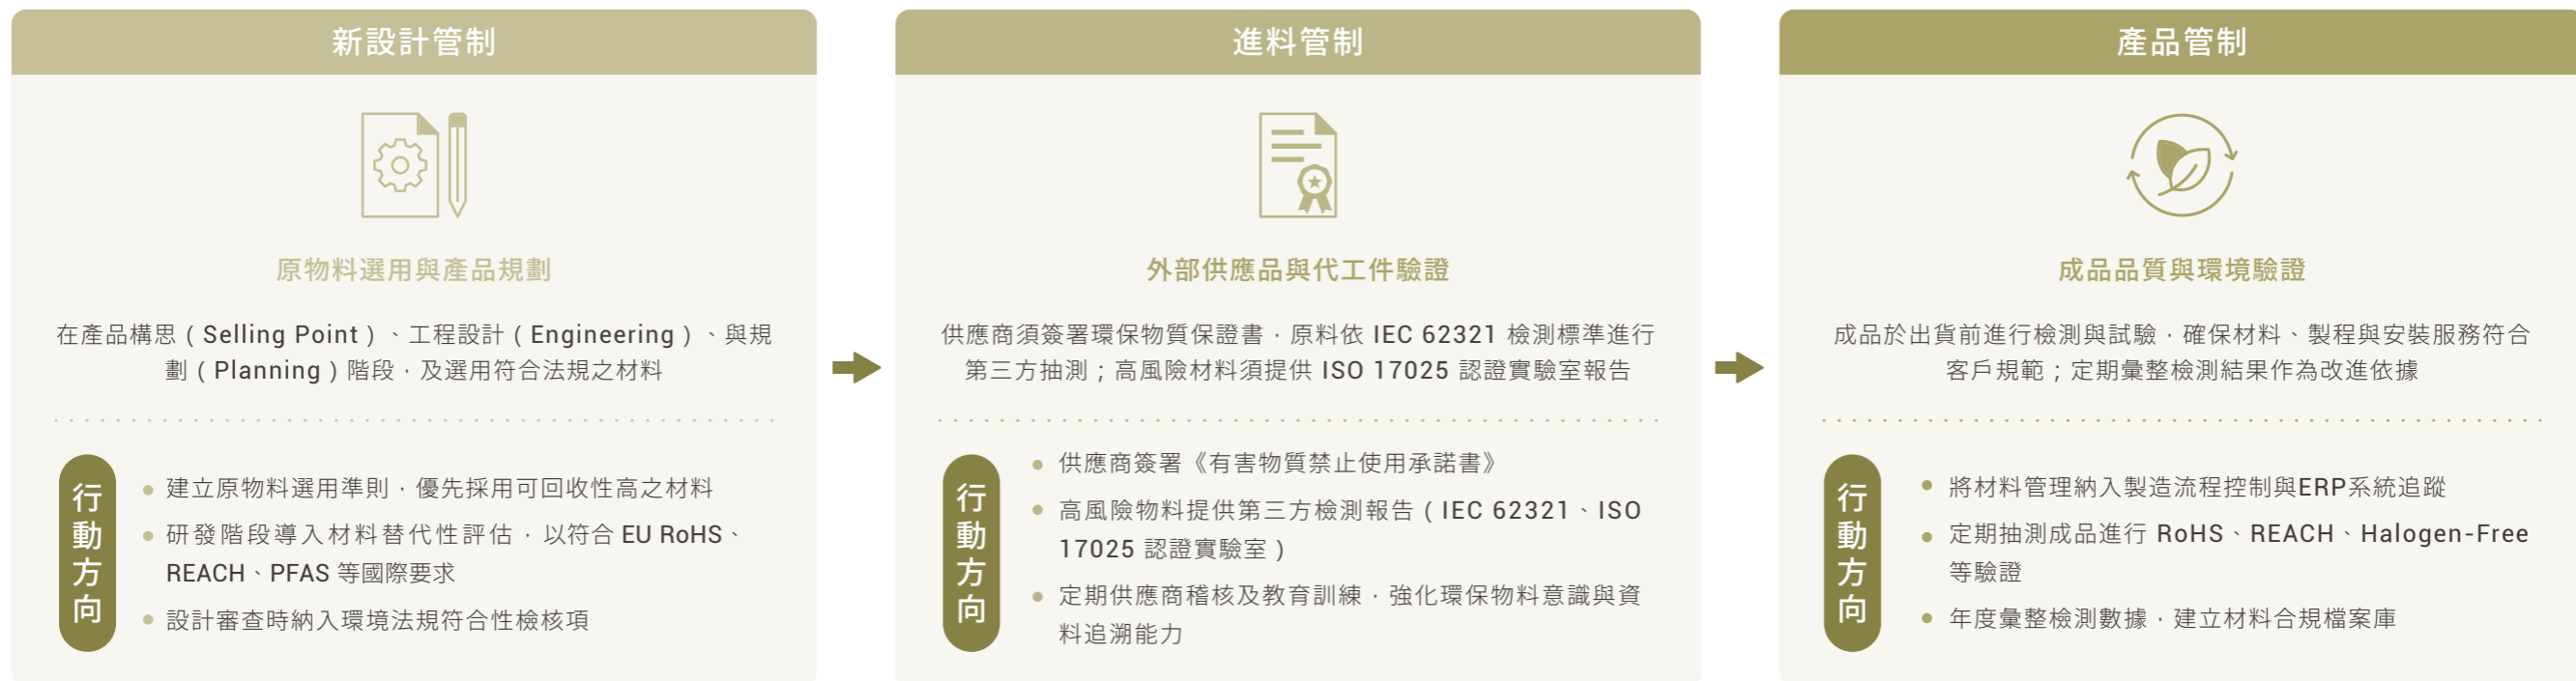 新設計管制
原物料選用與產品規劃
在產品構思 ( Selling Point ) 、工程設計 ( Engineering ) 、與規
劃 ( Planning ) 階段，及選用符合法規之材料
行動方向
建立原物料選用準則，優先採用可回收性高之材料
研發階段導入材料替代性評估，以符合 EU RoHS、
REACH、PFAS 等國際要求
設計審查時納入環境法規符合性檢核項
進料管制
外部供應品與代工件驗證
供應商須簽署環保物質保證書，原料依 IEC 62321 檢測標準進行
第三方抽測；高風險材料須提供 ISO 17025 認證實驗室報告
行動方向
供應商簽署《有害物質禁止使用承諾書》
高風險物料提供第三方檢測報告 ( IEC 62321、ISO
17025 認證實驗室 )
定期供應商稽核及教育訓練，強化環保物料意識與資
料追溯能力
產品管制
成品品質與環境驗證
成品於出貨前進行檢測與試驗，確保材料、製程與安裝服務符合
客戶規範；定期彙整檢測結果作為改進依據
行動方向
將材料管理納入製造流程控制與ERP系統追蹤
定期抽測成品進行 RoHS、REACH、Halogen-Free
等驗證
年度彙整檢測數據，建立材料合規檔案庫